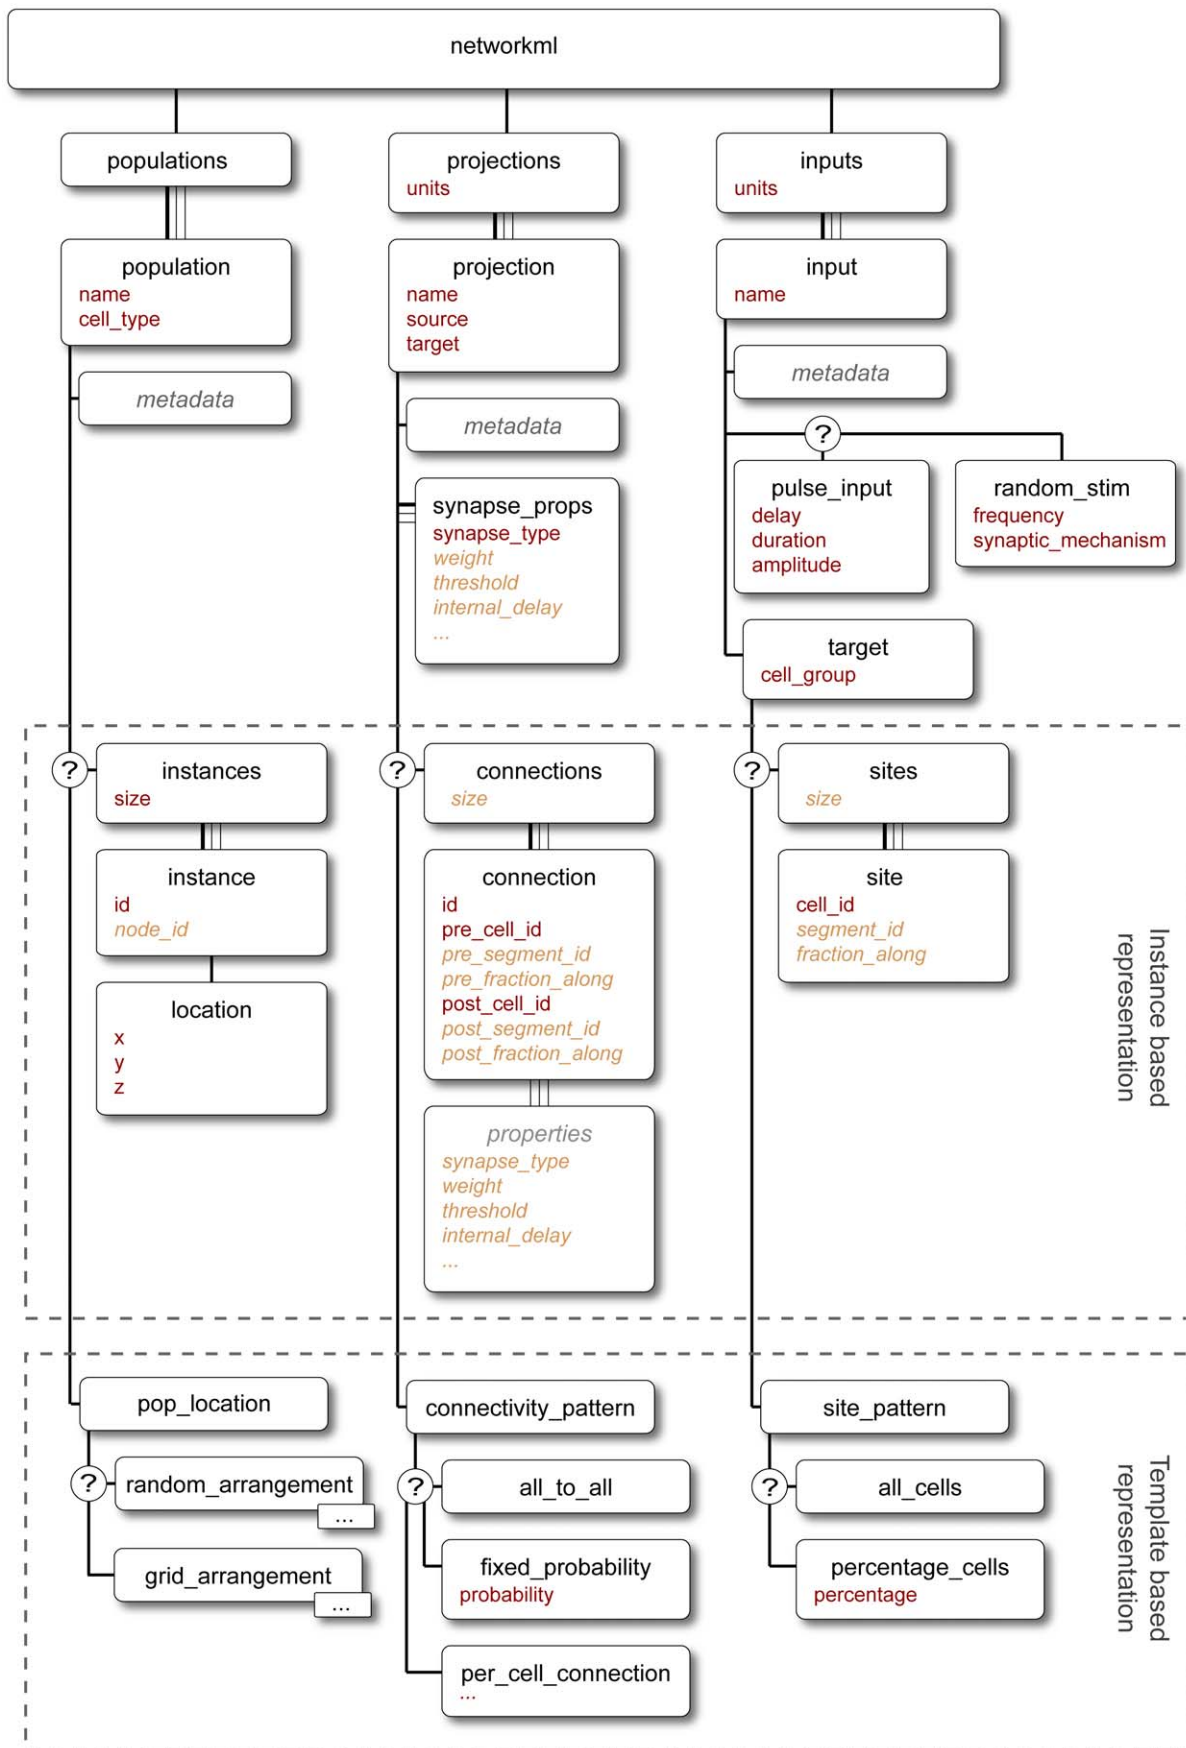 networkml
populations
projections
units
inputs
units
population
name
cell_type
metadata
projection
name
source
target
metadata
synapse_props
synapse_type
weight
threshold
internal_delay
...
input
name
metadata
?
pulse_input
delay
duration
amplitude
random_stim
frequency
synaptic_mechanism
target
cell_group
?
instances
size
instance
id
node_id
location
x
y
z
?
connections
size
connection
id
pre_cell_id
pre_segment_id
pre_fraction_along
post_cell_id
post_segment_id
post_fraction_along
properties
synapse_type
weight
threshold
internal_delay
...
?
sites
size
site
cell_id
segment_id
fraction_along
Instance based
representation
pop_location
?
random_arrangement
...
grid_arrangement
...
connectivity_pattern
?
all_to_all
fixed_probability
probability
per_cell_connection
...
site_pattern
?
all_cells
percentage_cells
percentage
Template based
representation